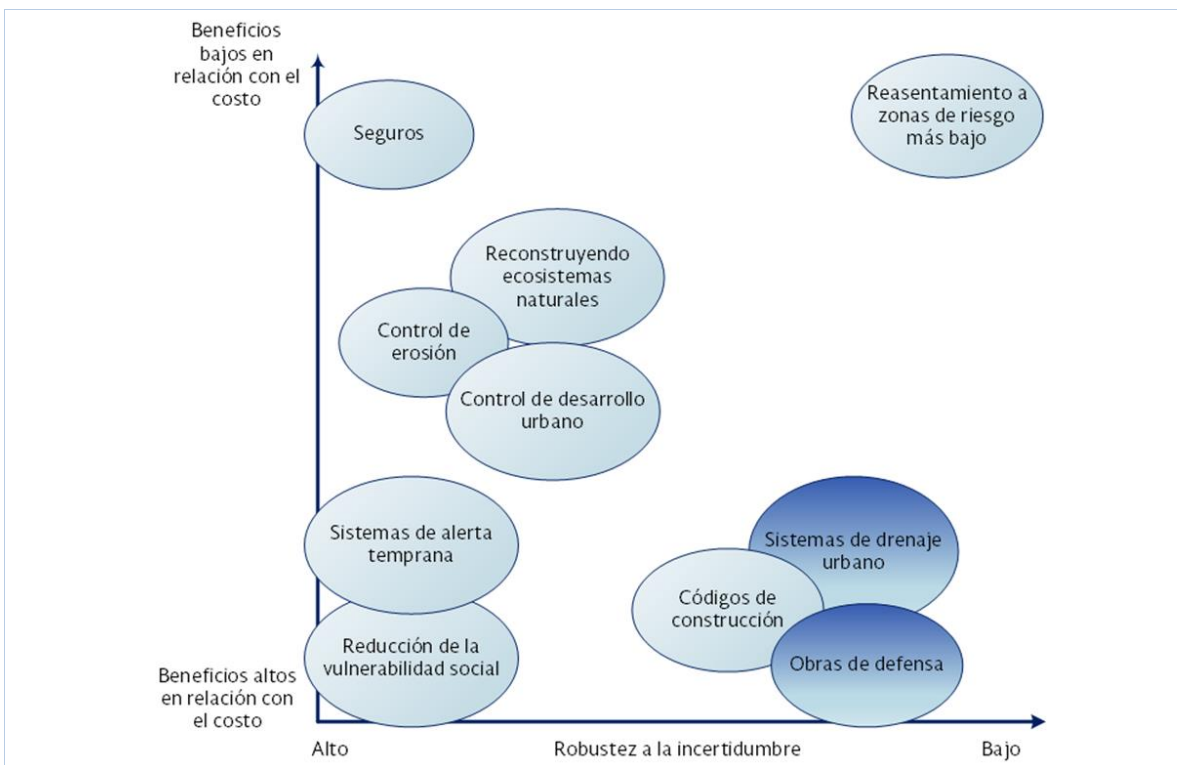 Beneficios
bajos en
relación con el
costo
Seguros
Reasentamiento a
zonas de riesgo
más bajo
Reconstruyendo
ecosistemas
naturales
Control de
erosión
Control de desarrollo
urbano
Sistemas de alerta
temprana
Sistemas de drenaje
urbano
Códigos de
construcción
Reducción de la
vulnerabilidad social
Obras de defensa
Beneficios altos
en relación con
el costo
Alto
Robustez a la incertidumbre
Bajo